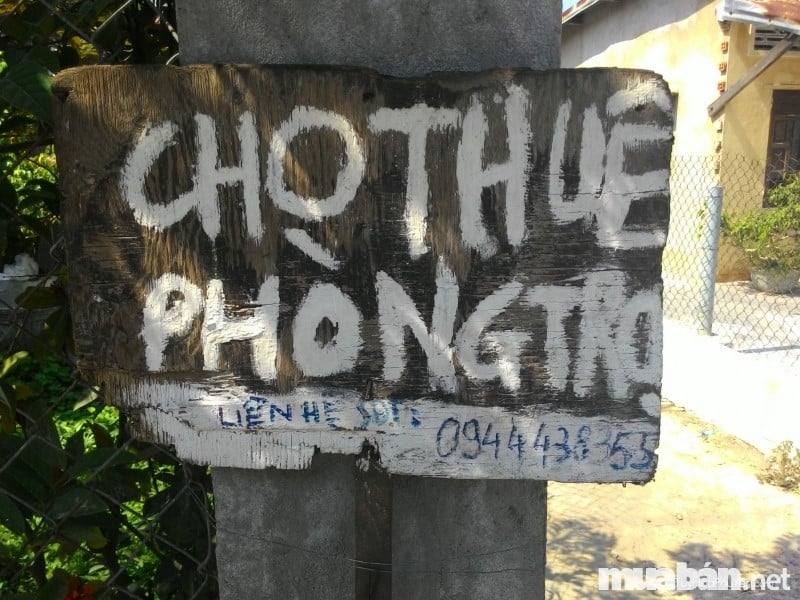 CHO THUÊ
PHÒNG TRỌ
LIÊN HỆ SĐT:
0944438353
muabán.net